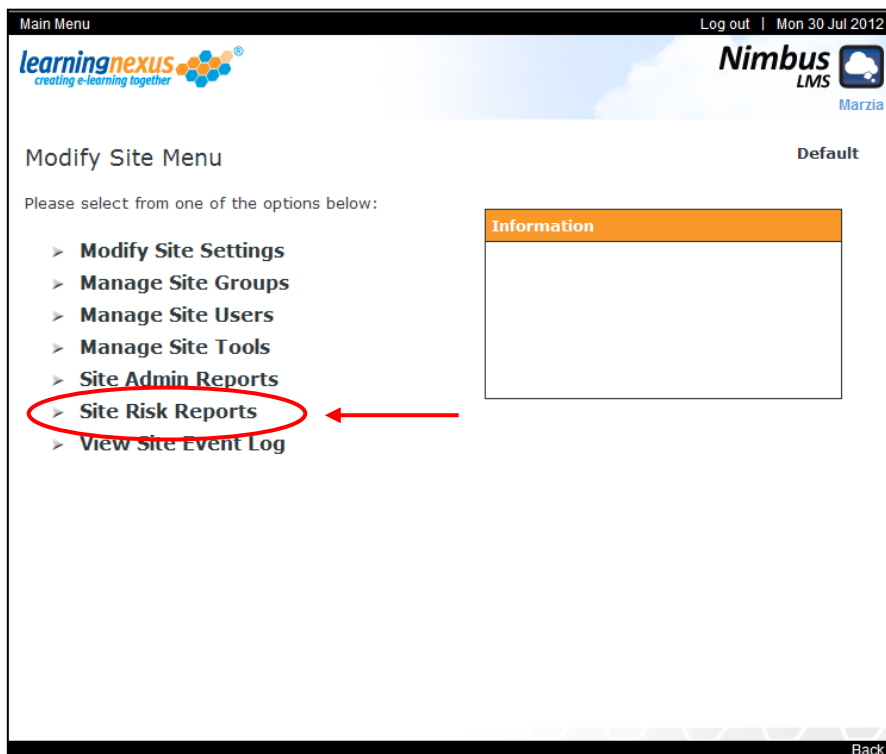 Main Menu
Log out | Mon 30 Jul 2012
learningnexus®
creating e-learning together
Nimbus
LMS
Marzia
Modify Site Menu
Default
Please select from one of the options below:
Information
Modify Site Settings
Manage Site Groups
Manage Site Users
Manage Site Tools
Site Admin Reports
Site Risk Reports
View Site Event Log
Back